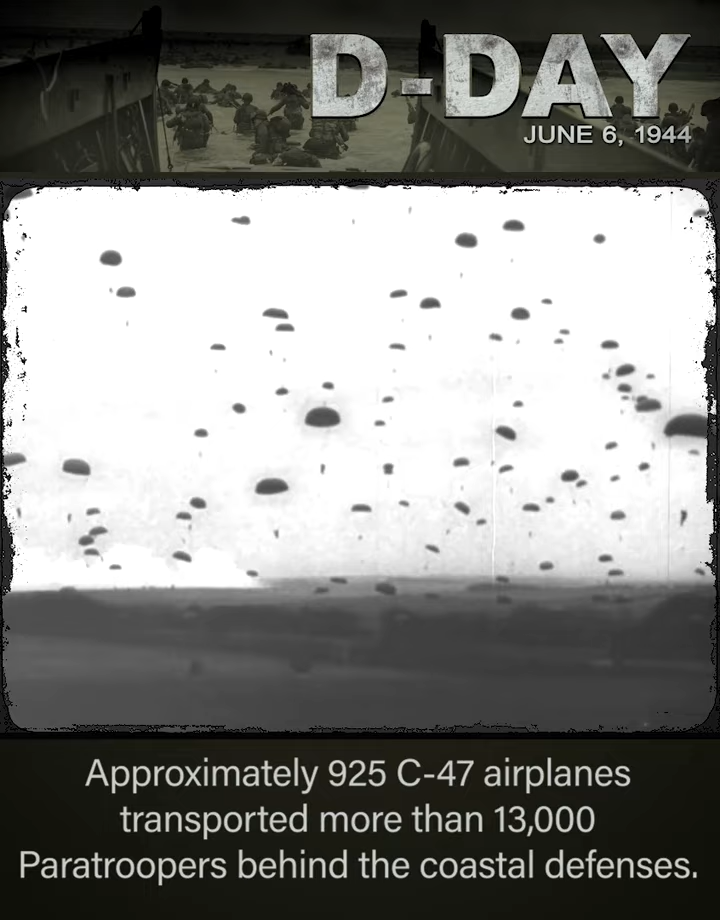 D-DAY
JUNE 6, 1944
Approximately 925 C-47 airplanes
transported more than 13,000
Paratroopers behind the coastal defenses.